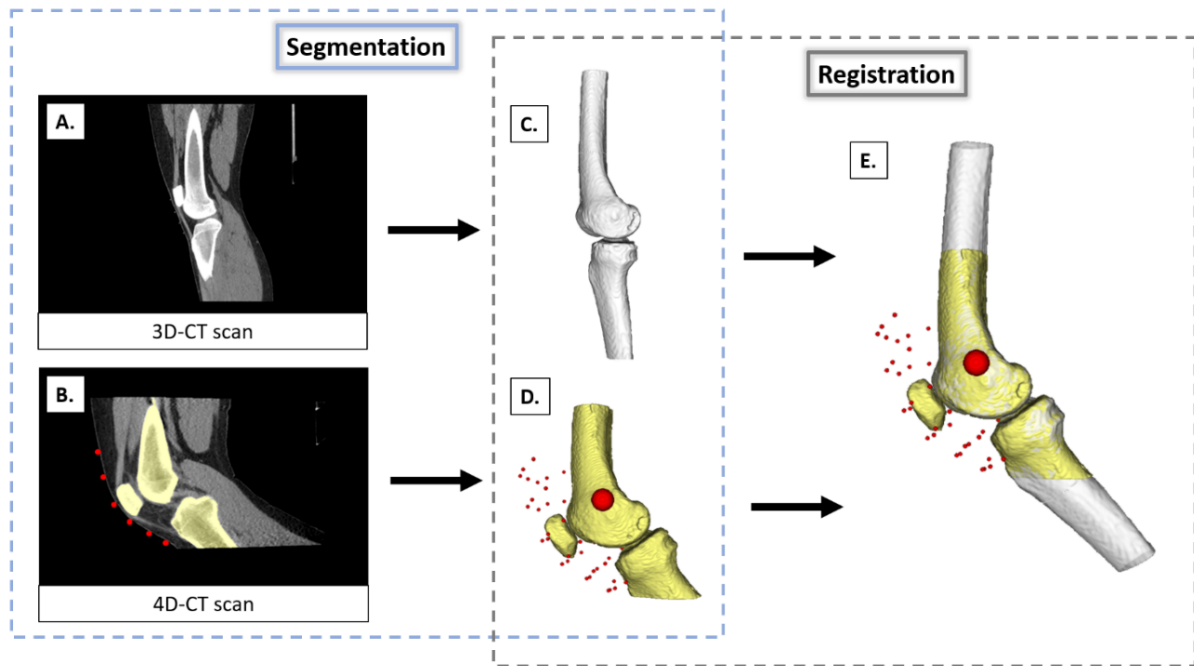 Segmentation
Registration
A.
3D-CT scan
B.
4D-CT scan
C.
D.
E.